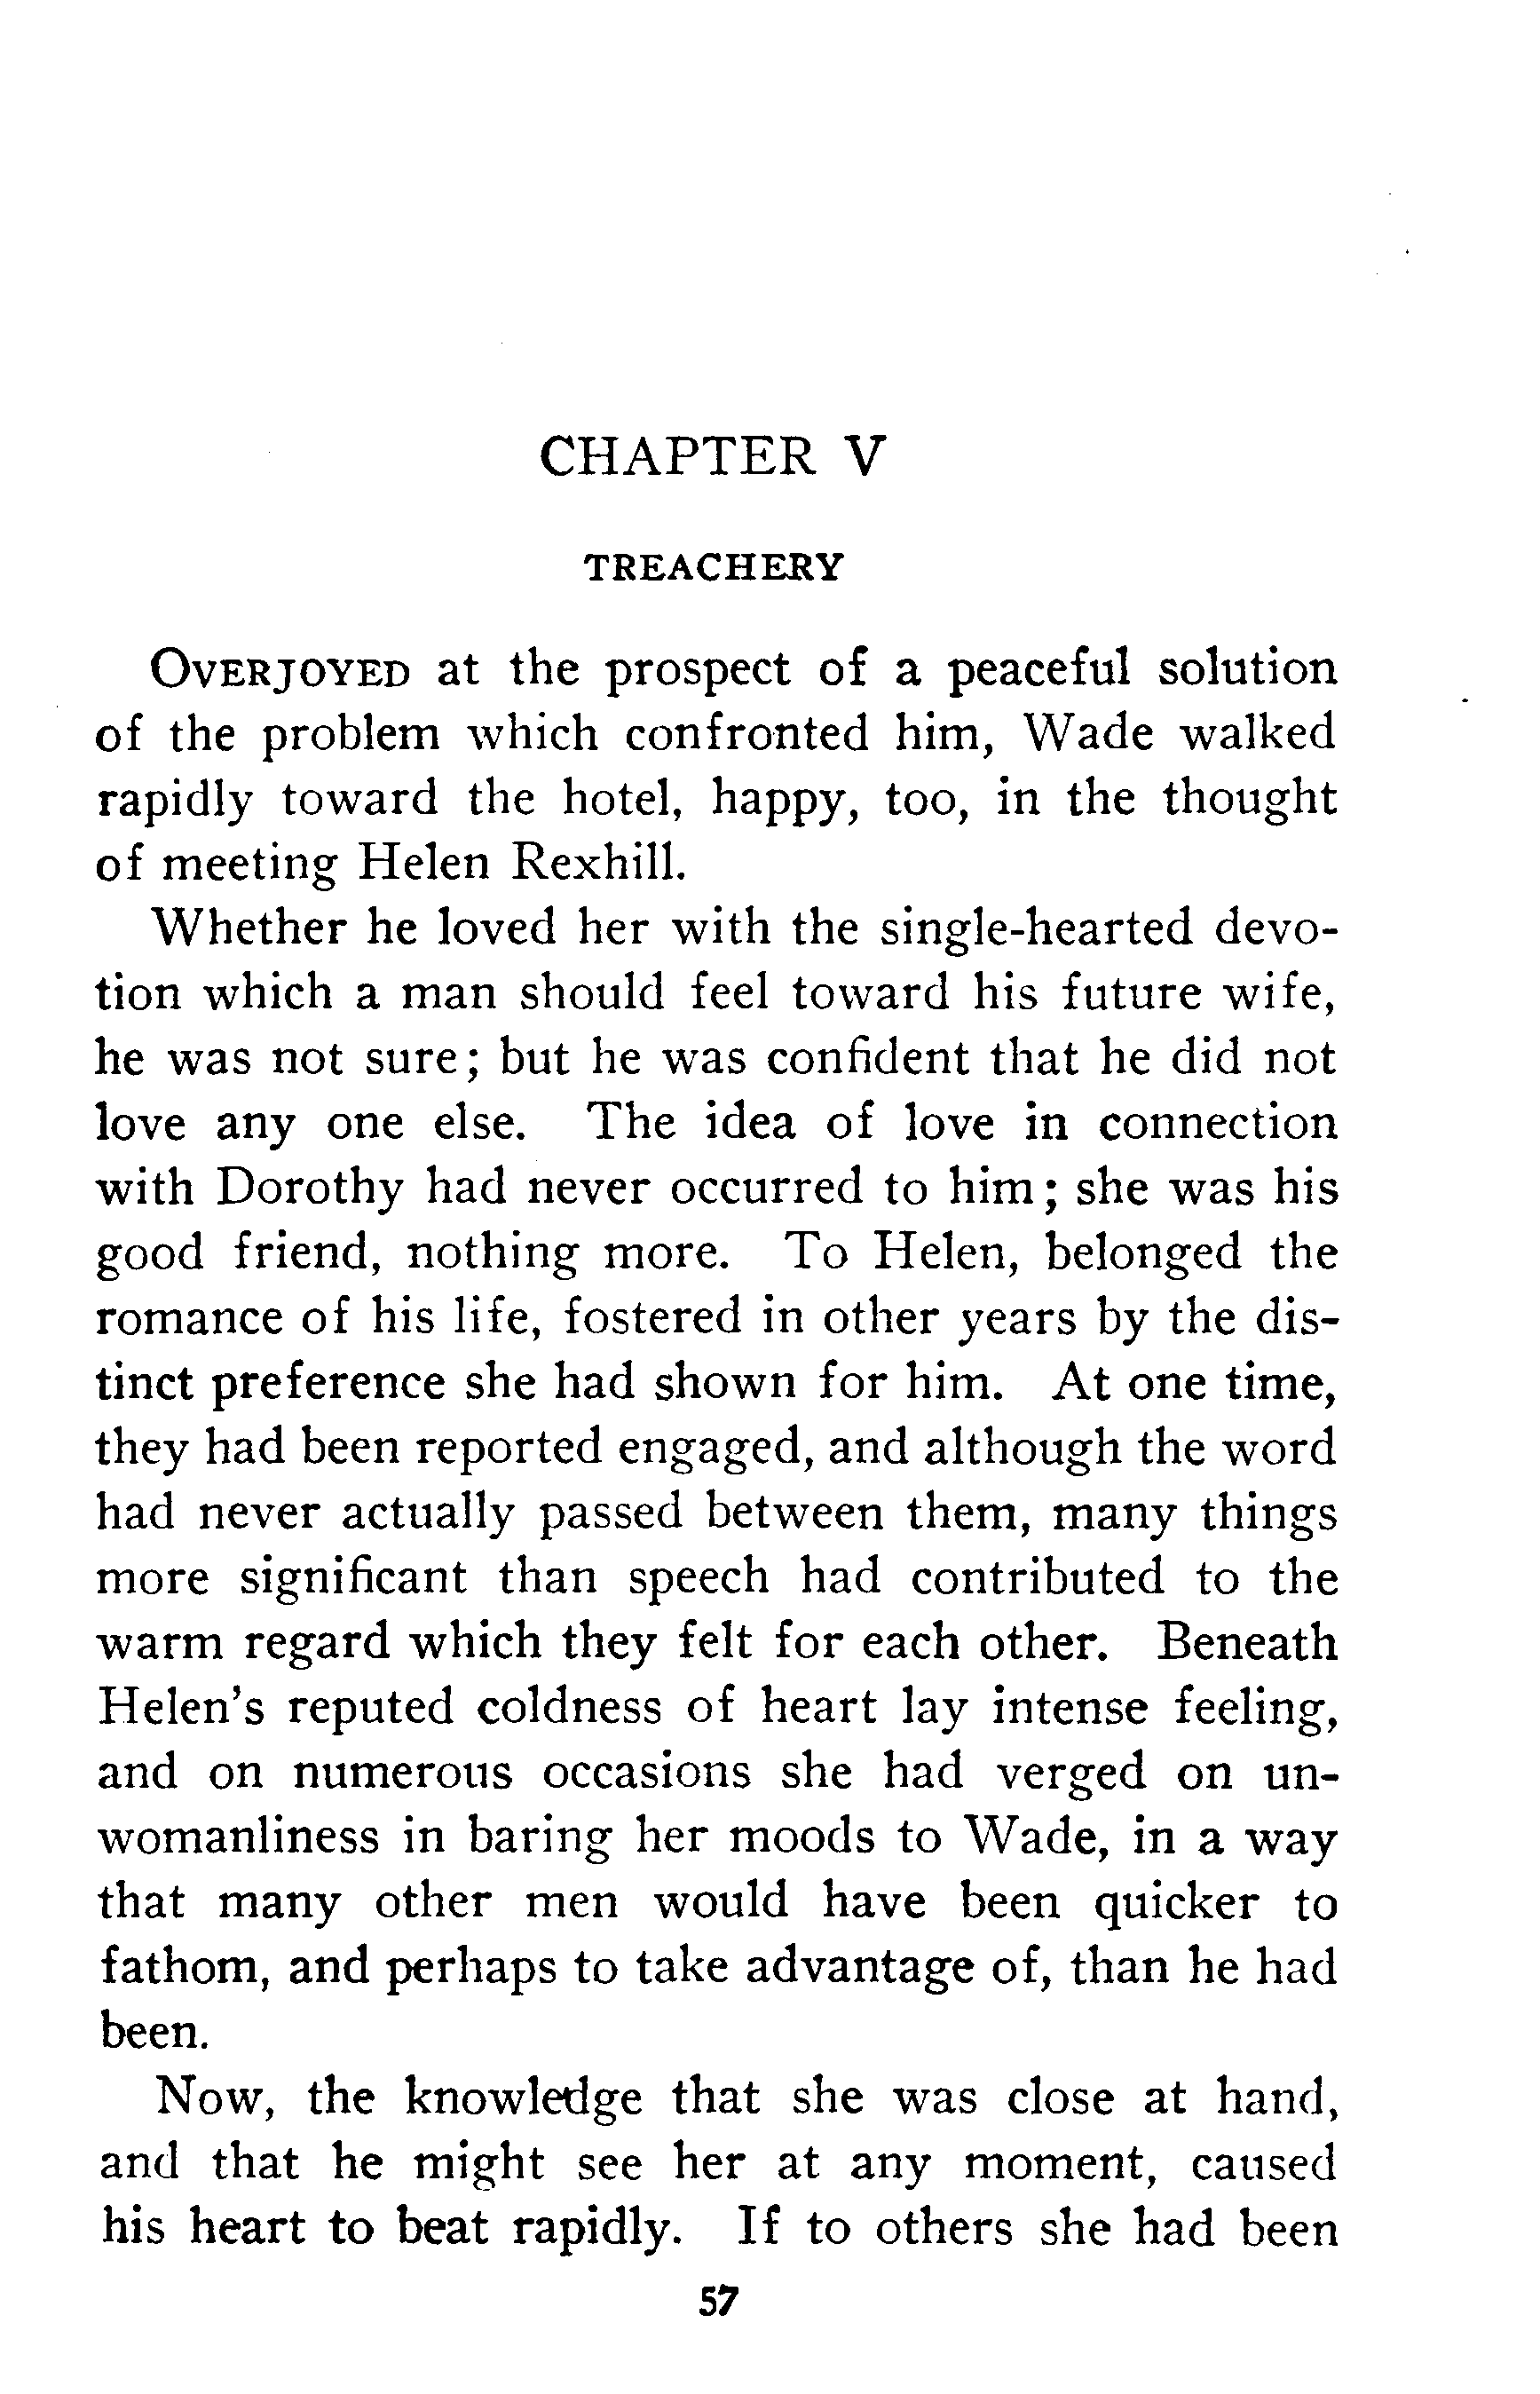 CHAPTER V
TREACHERY
OVERJOYED at the prospect of a peaceful solution
of the problem which confronted him, Wade walked
rapidly toward the hotel, happy, too, in the thought
of meeting Helen Rexhill.
Whether he loved her with the single-hearted devo-
tion which a man should feel toward his future wife,
he was not sure; but he was confident that he did not
love any one else. The idea of love in connection
with Dorothy had never occurred to him; she was his
good friend, nothing more. To Helen, belonged the
romance of his life, fostered in other years by the dis-
tinct preference she had shown for him. At one time,
they had been reported engaged, and although the word
had never actually passed between them, many things
more significant than speech had contributed to the
warm regard which they felt for each other. Beneath
Helen's reputed coldness of heart lay intense feeling,
and on numerous occasions she had verged on un-
womanliness in baring her moods to Wade, in a way
that many other men would have been quicker to
fathom, and perhaps to take advantage of, than he had
been.
Now, the knowledge that she was close at hand,
and that he might see her at any moment, caused
his heart to beat rapidly. If to others she had been
57